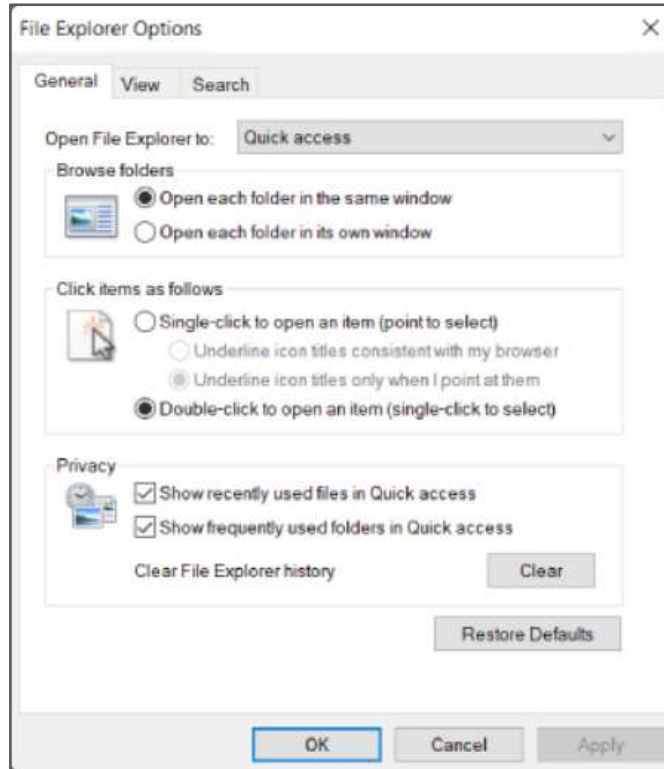 File Explorer Options
General View Search
Open File Explorer to: Quick access
Browse folders
Open each folder in the same window
Open each folder in its own window
Click items as follows
Single-click to open an item (point to select)
Underline icon titles consistent with my browser
Underline icon titles only when I point at them
Double-click to open an item (single-click to select)
Privacy
Show recently used files in Quick access
Show frequently used folders in Quick access
Clear File Explorer history Clear
Restore Defaults
OK Cancel Apply